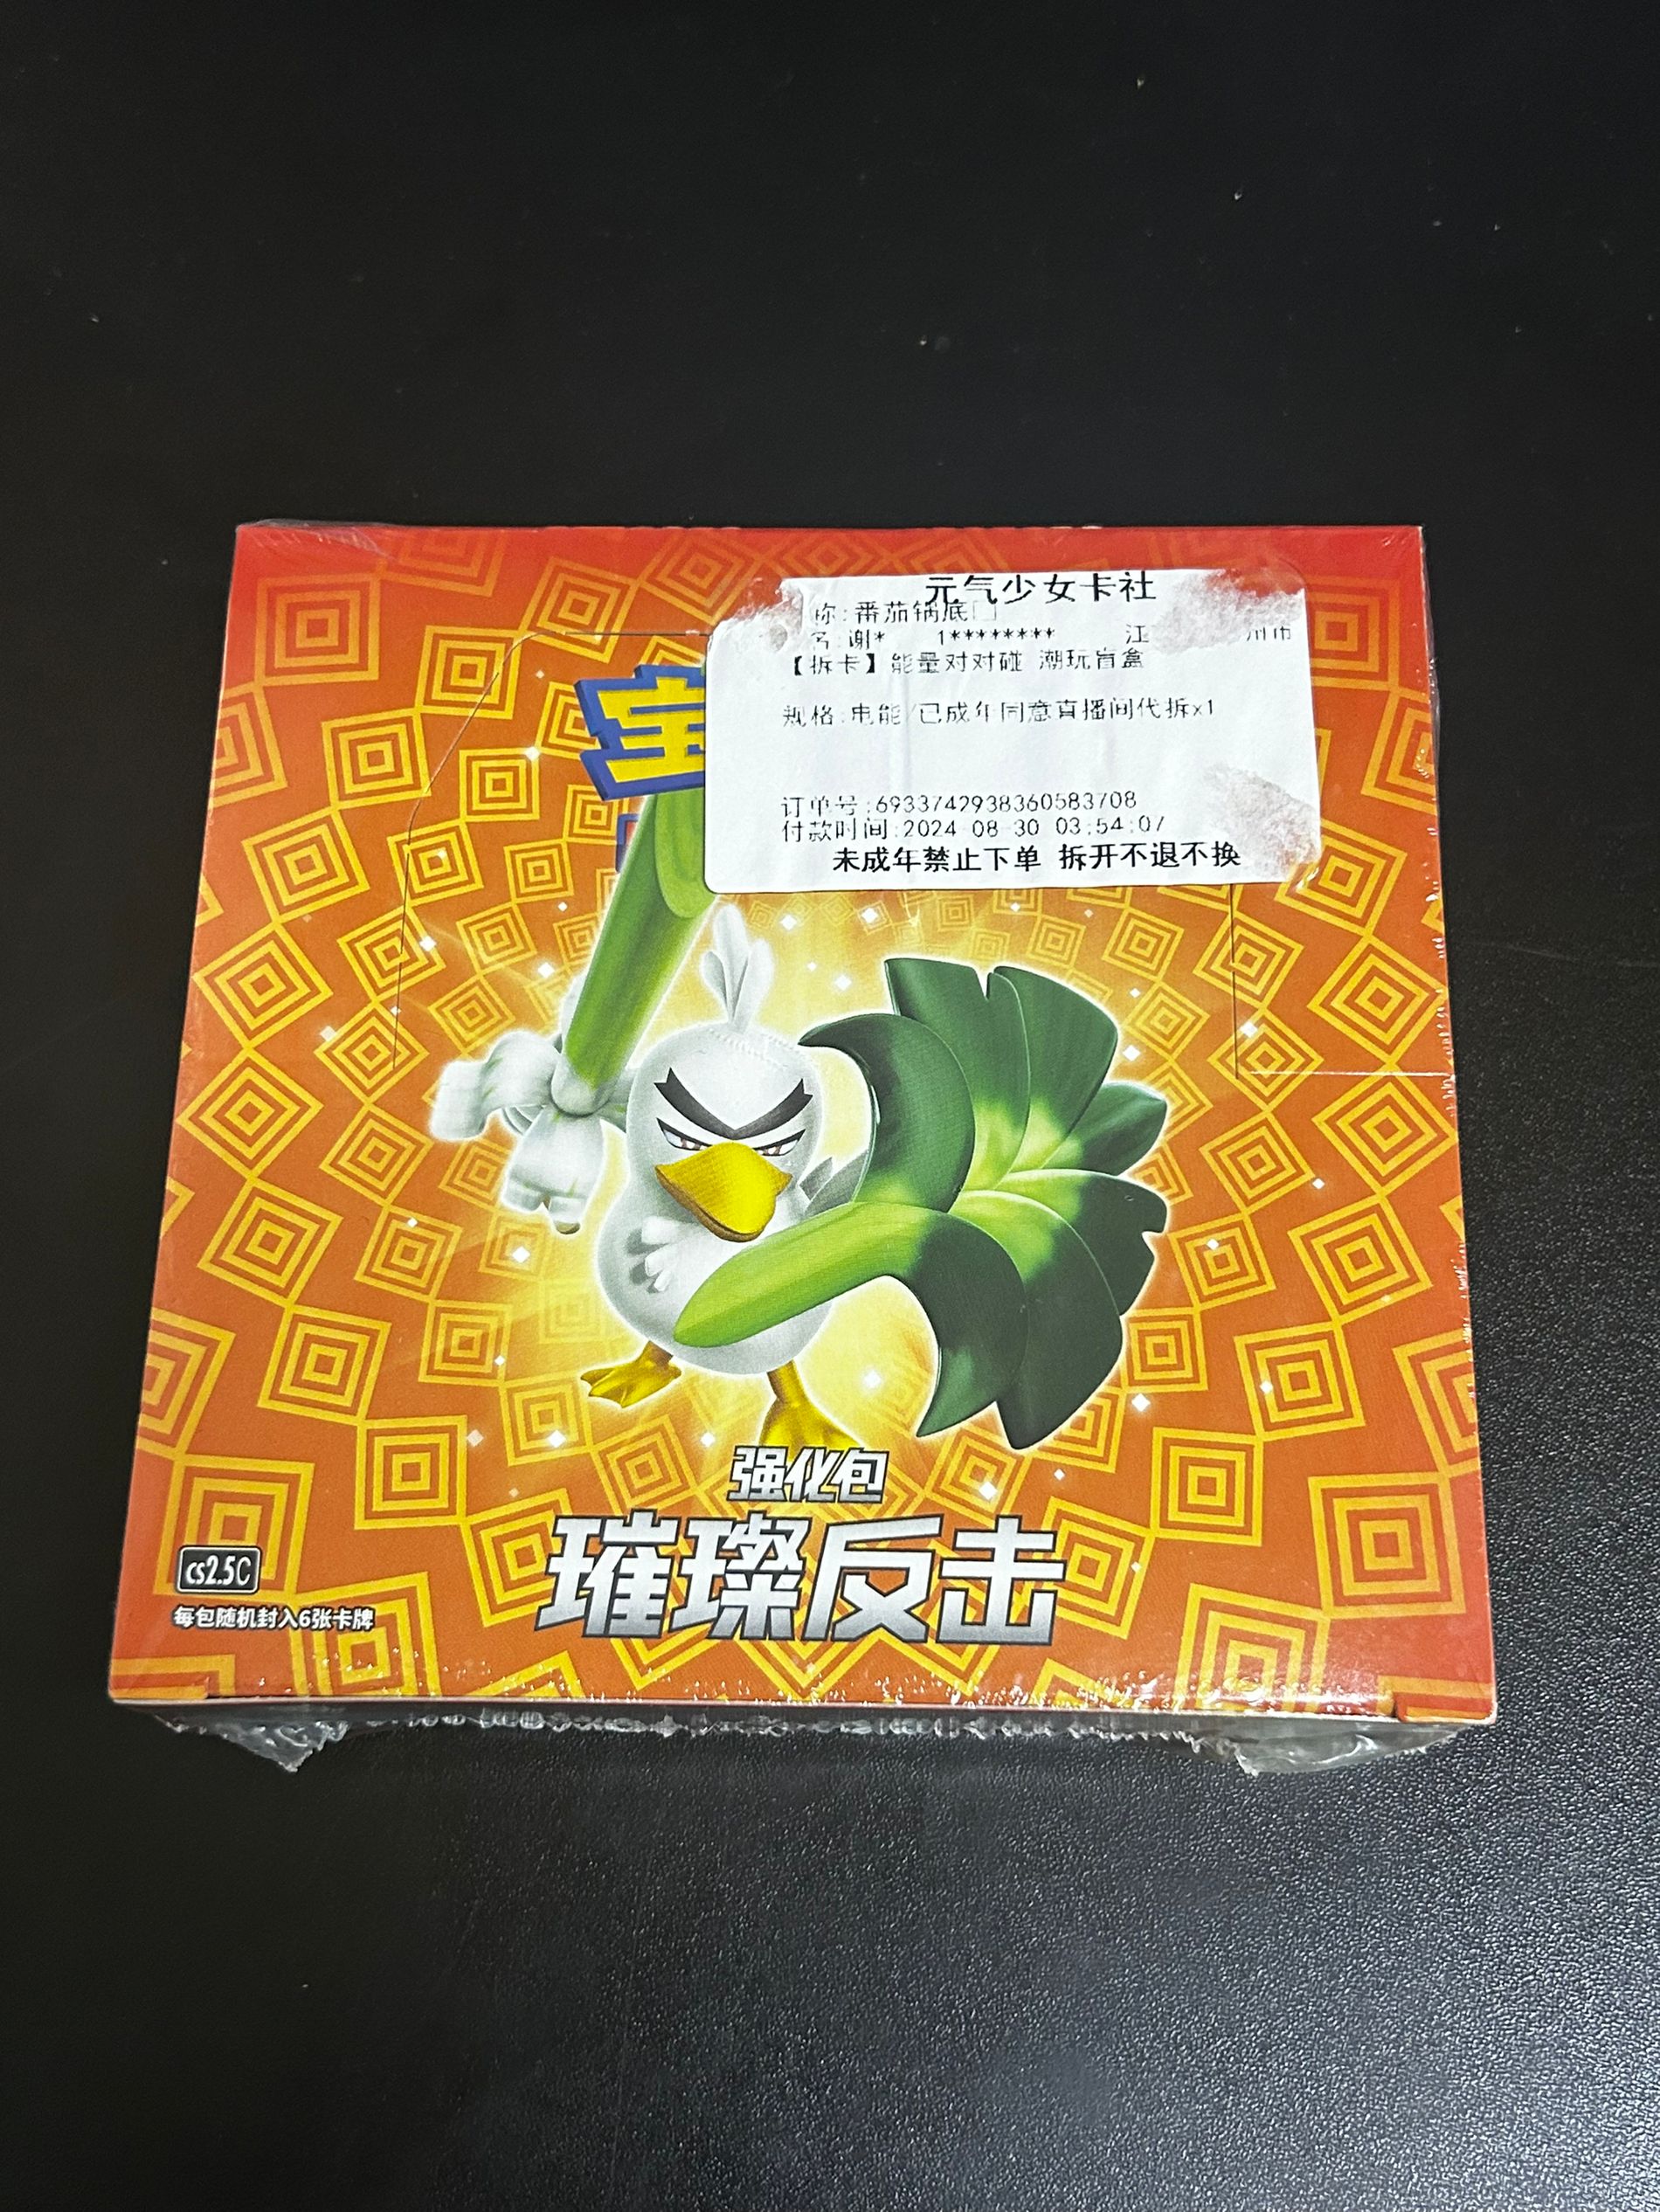 元气少女卡社
称:番茄锅底
名:谢* 1******** 江 州市
【拆卡】能量对对碰 潮玩盲盒
规格:电能/已成年同意直播间代拆x1
订单号:6933742938360583708
付款时间:2024-08-30 03:54:07
未成年禁止下单 拆开不退不换
宝
强化包
璀璨反击
cs2.5C
每包随机封入6张卡牌